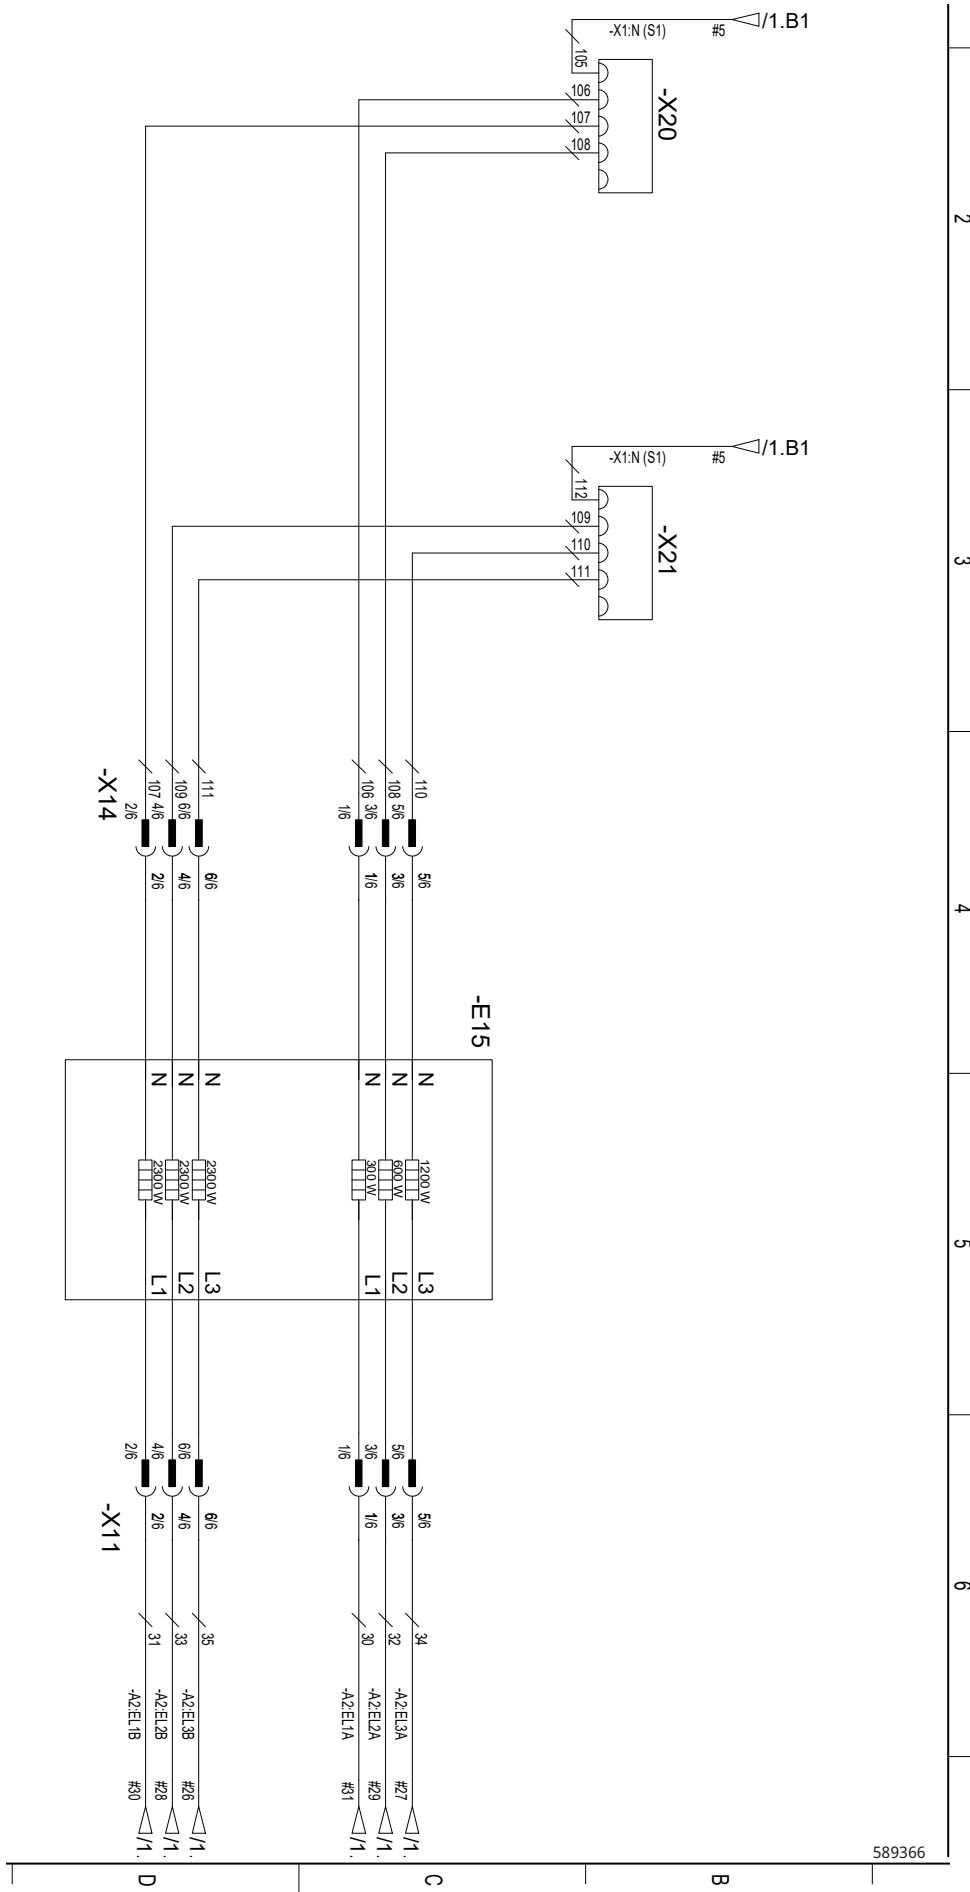 /1.B1
-X1:N (S1)
#5
105
106
107
108
-X20
2
/1.B1
-X1:N (S1)
#5
112
109
110
111
-X21
3
-X14
107
109
111
106
108
110
2/6
4/6
6/6
1/6
3/6
5/6
2/6
4/6
6/6
1/6
3/6
5/6
4
-E15
N
N
N
N
N
N
2300 W
2300 W
2300 W
300 W
600 W
1200 W
L1
L2
L3
L1
L2
L3
5
2/6
4/6
6/6
1/6
3/6
5/6
-X11
2/6
4/6
6/6
1/6
3/6
5/6
6
31
33
35
30
32
34
-A2:EL1B
-A2:EL2B
-A2:EL3B
-A2:EL1A
-A2:EL2A
-A2:EL3A
#30
#28
#26
#31
#29
#27
/1.
/1.
/1.
/1.
/1.
/1.
589366
D
C
B